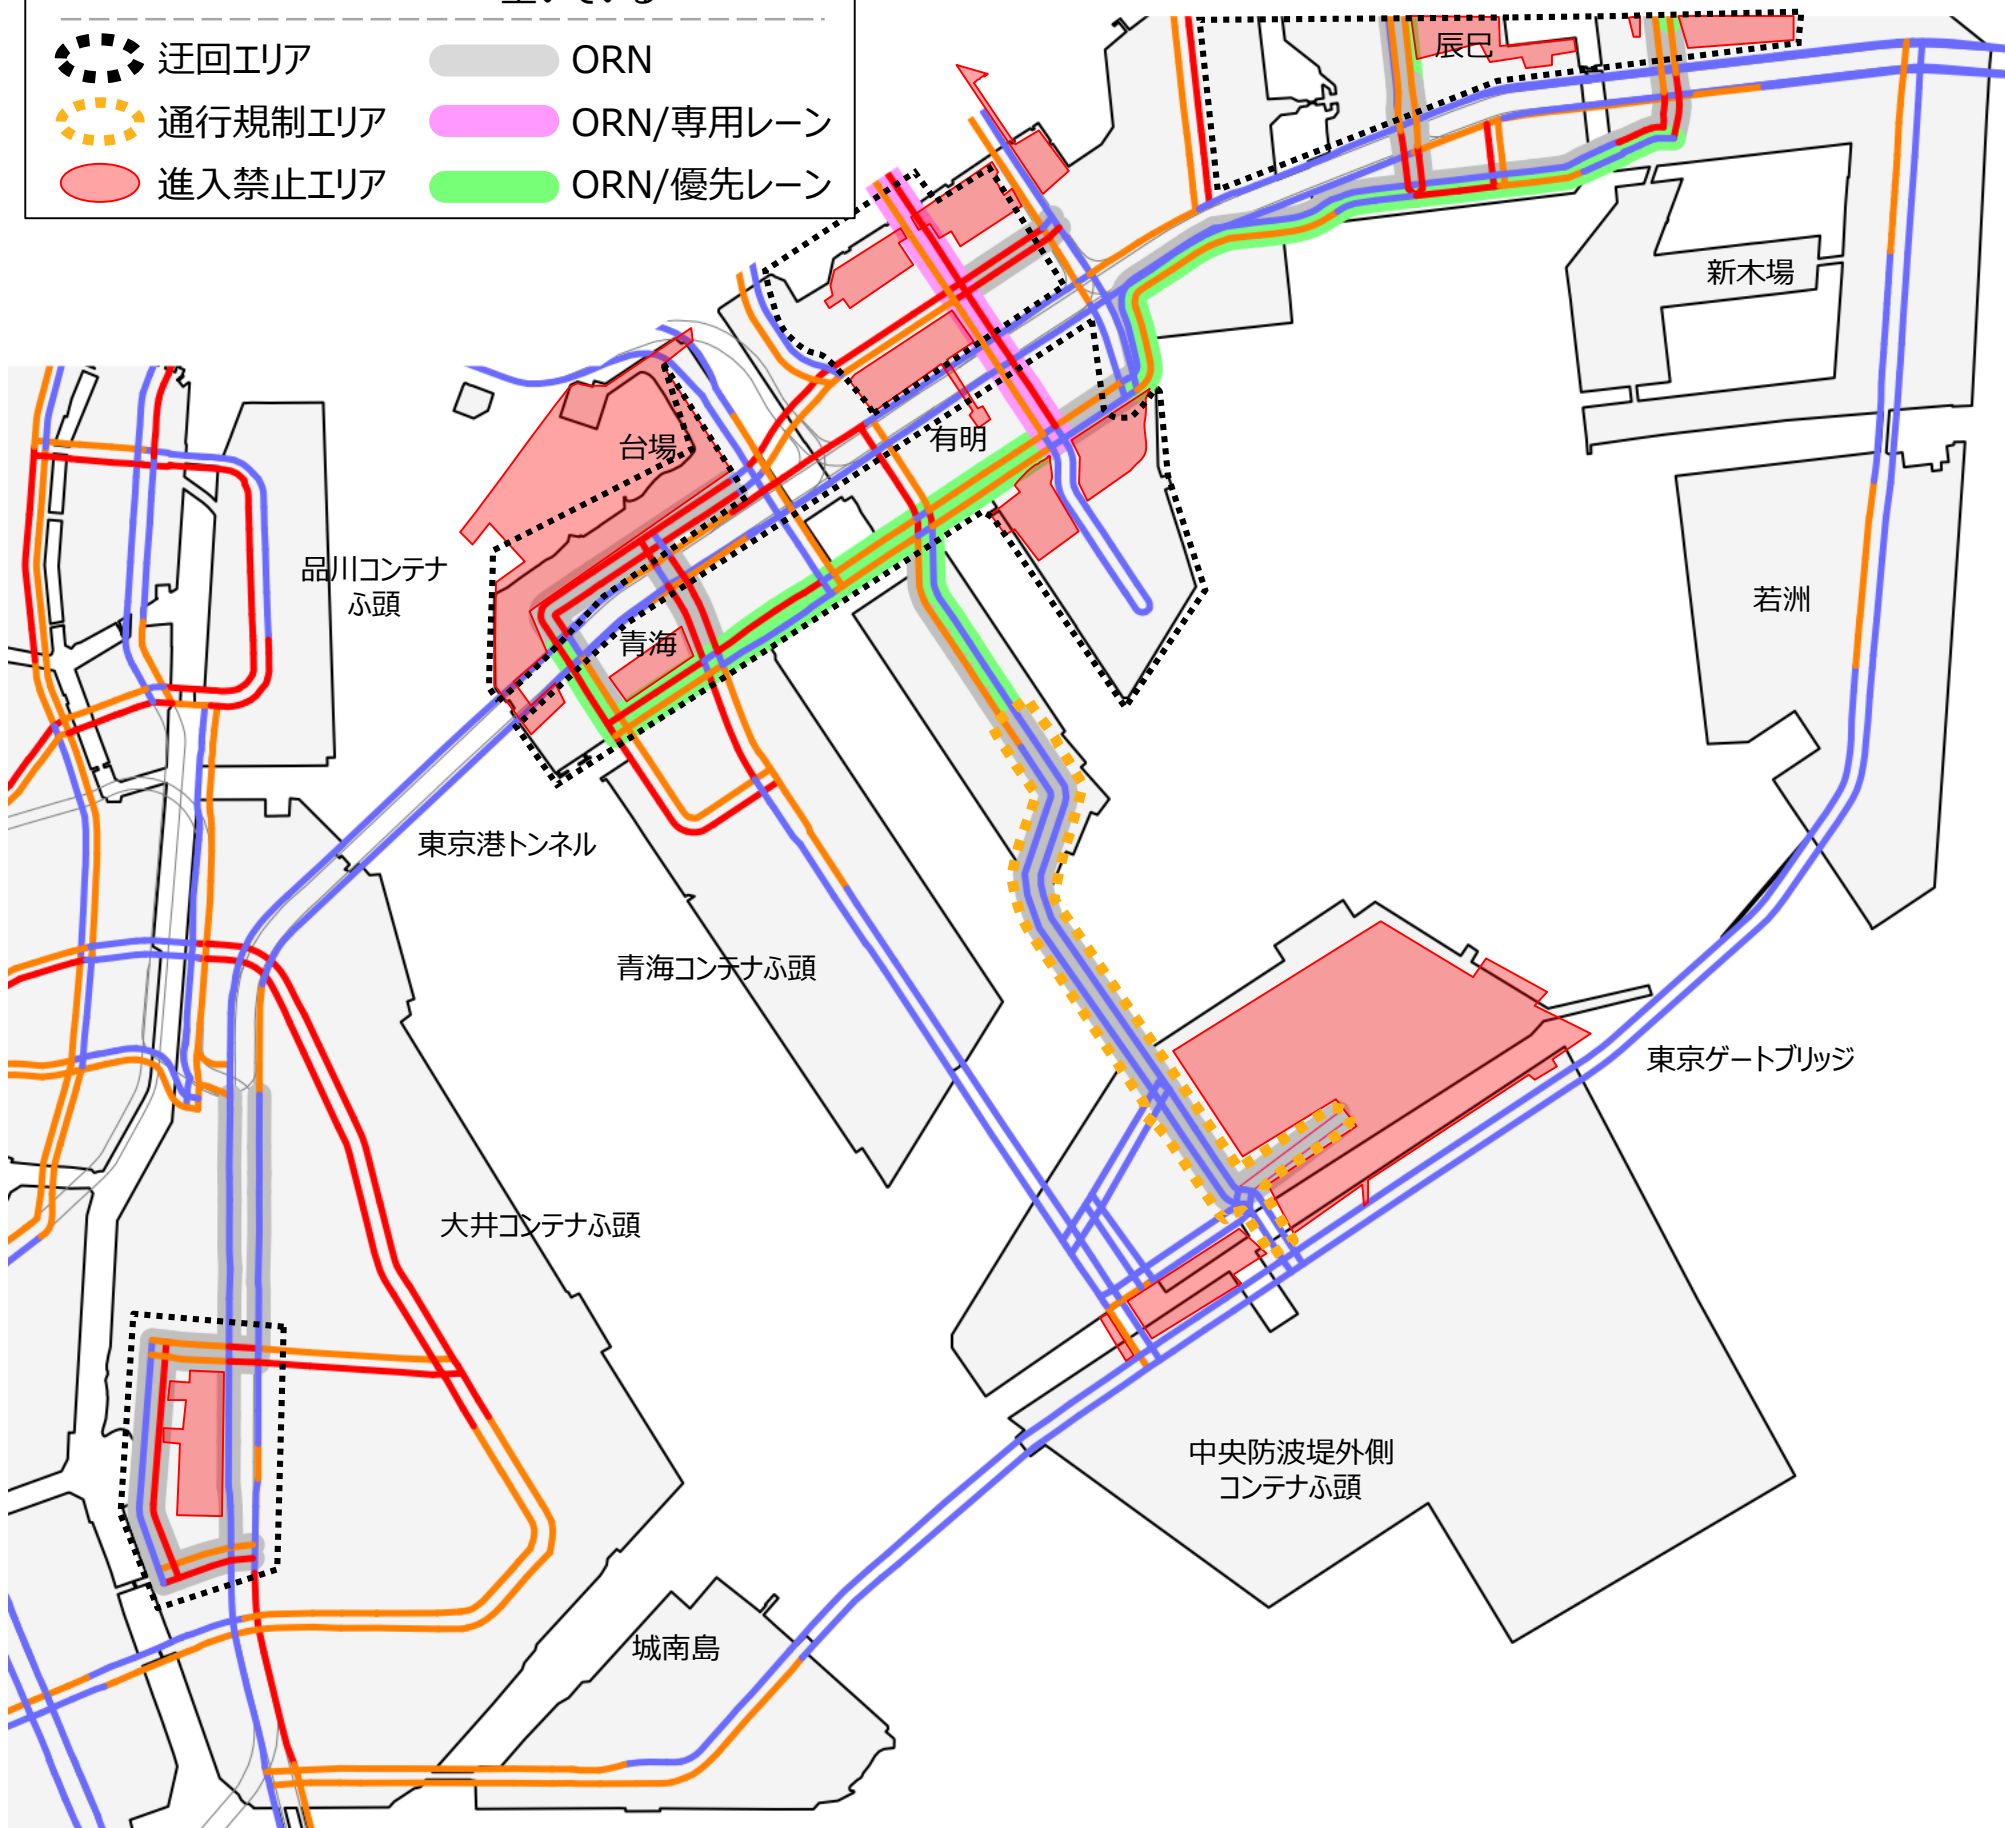 空いている
迂回エリア
ORN
通行規制エリア
ORN/専用レーン
進入禁止エリア
ORN/優先レーン
辰巳
新木場
台場
有明
品川コンテナ
ふ頭
若洲
青海
東京港トンネル
青海コンテナふ頭
東京ゲートブリッジ
大井コンテナふ頭
中央防波堤外側
コンテナふ頭
城南島